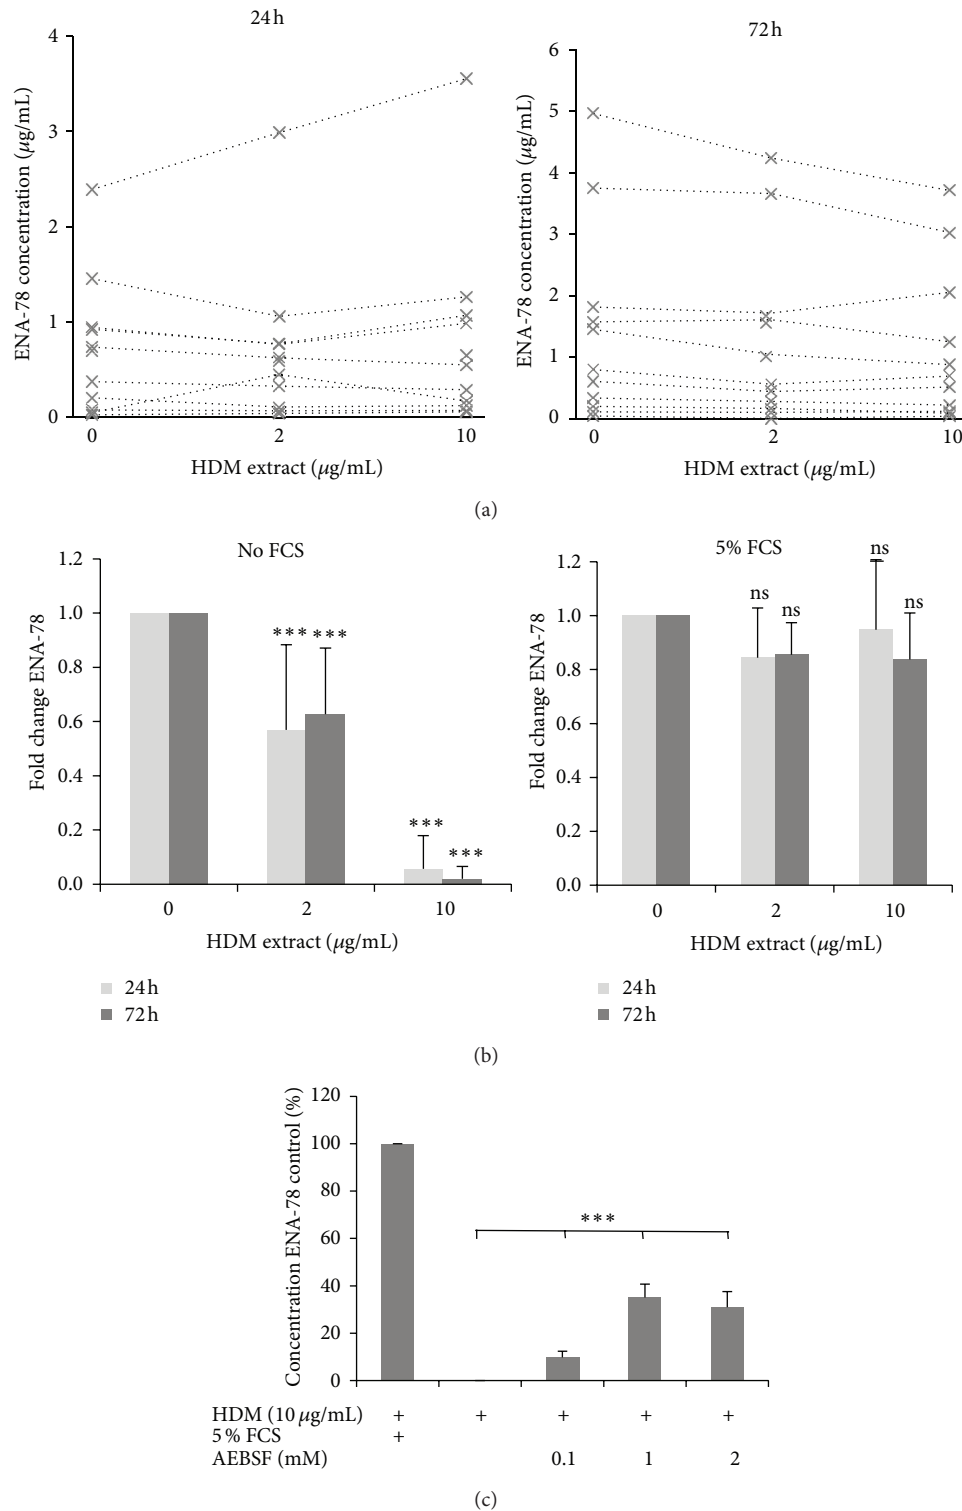 24 h
72 h
ENA-78 concentration (μg/mL)
4
3
2
1
0
0 2 10
HDM extract (μg/mL)
ENA-78 concentration (μg/mL)
6
5
4
3
2
1
0
0 2 10
HDM extract (μg/mL)
(a)
No FCS
Fold change ENA-78
1.2
1.0
0.8
0.6
0.4
0.2
0.0
*** ***
*** ***
0 2 10
HDM extract (μg/mL)
24 h
72 h
5% FCS
Fold change ENA-78
1.2
1.0
0.8
0.6
0.4
0.2
0.0
ns ns
ns ns
0 2 10
HDM extract (μg/mL)
24 h
72 h
(b)
Concentration ENA-78 control (%)
120
100
80
60
40
20
0
***
HDM (10 μg/mL) + + + + +
5% FCS +
AEBSF (mM) 0.1 1 2
(c)